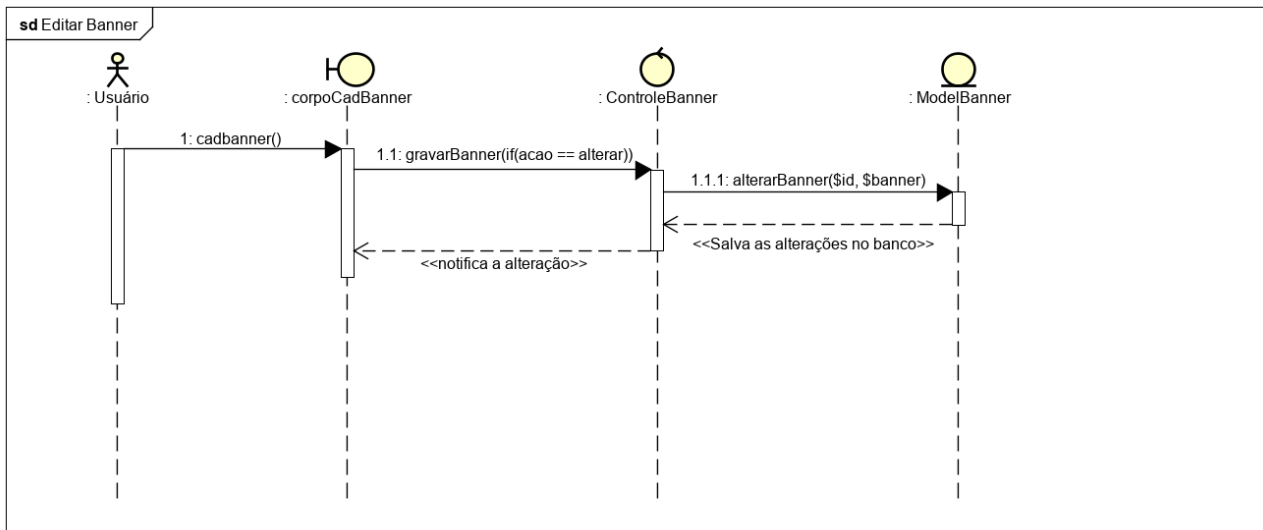 sd Editar Banner
: Usuário
: corpoCadBanner
: ControleBanner
: ModelBanner
1: cadbanner()
1.1: gravarBanner(if(acao == alterar))
1.1.1: alterarBanner($id, $banner)
<<Salva as alterações no banco>>
<<notifica a alteração>>